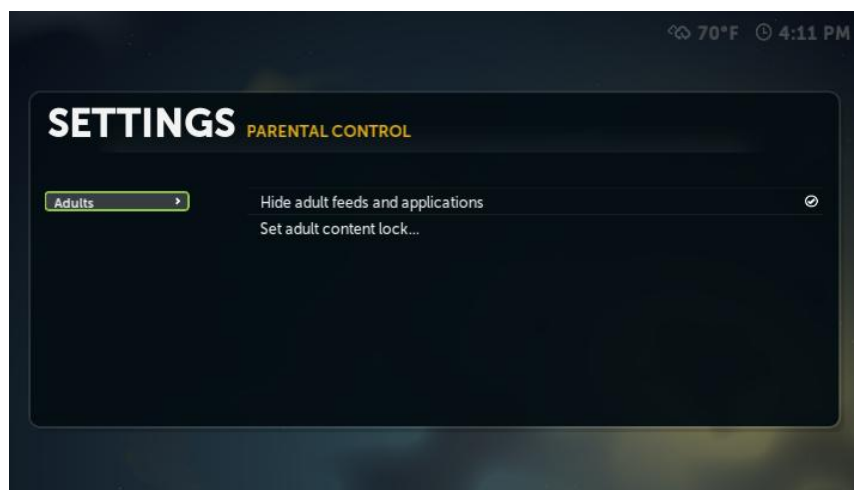 70°F 4:11 PM
SETTINGS PARENTAL CONTROL
Adults
Hide adult feeds and applications
Set adult content lock...